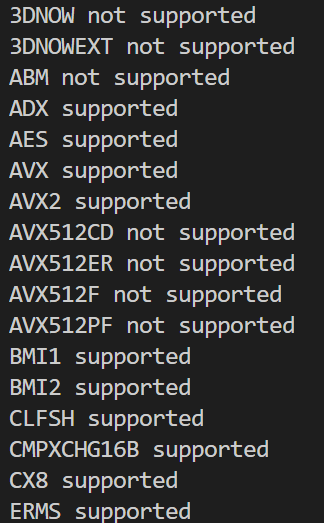 3DNOW not supported
3DNOWEXT not supported
ABM not supported
ADX supported
AES supported
AVX supported
AVX2 supported
AVX512CD not supported
AVX512ER not supported
AVX512F not supported
AVX512PF not supported
BMI1 supported
BMI2 supported
CLFSH supported
CMPXCHG16B supported
CX8 supported
ERMS supported